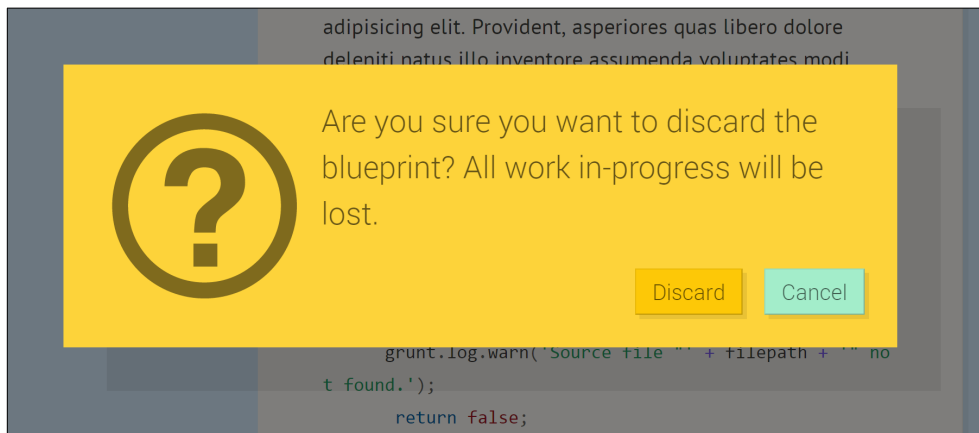 adipisicing elit. Provident, asperiores quas libero dolore
deleniti natus illo inventore assumenda voluptates modi
?
Are you sure you want to discard the
blueprint? All work in-progress will be
lost.
Discard Cancel
grunt.log.warn('Source file "' + filepath + '" no
t found.');
return false;